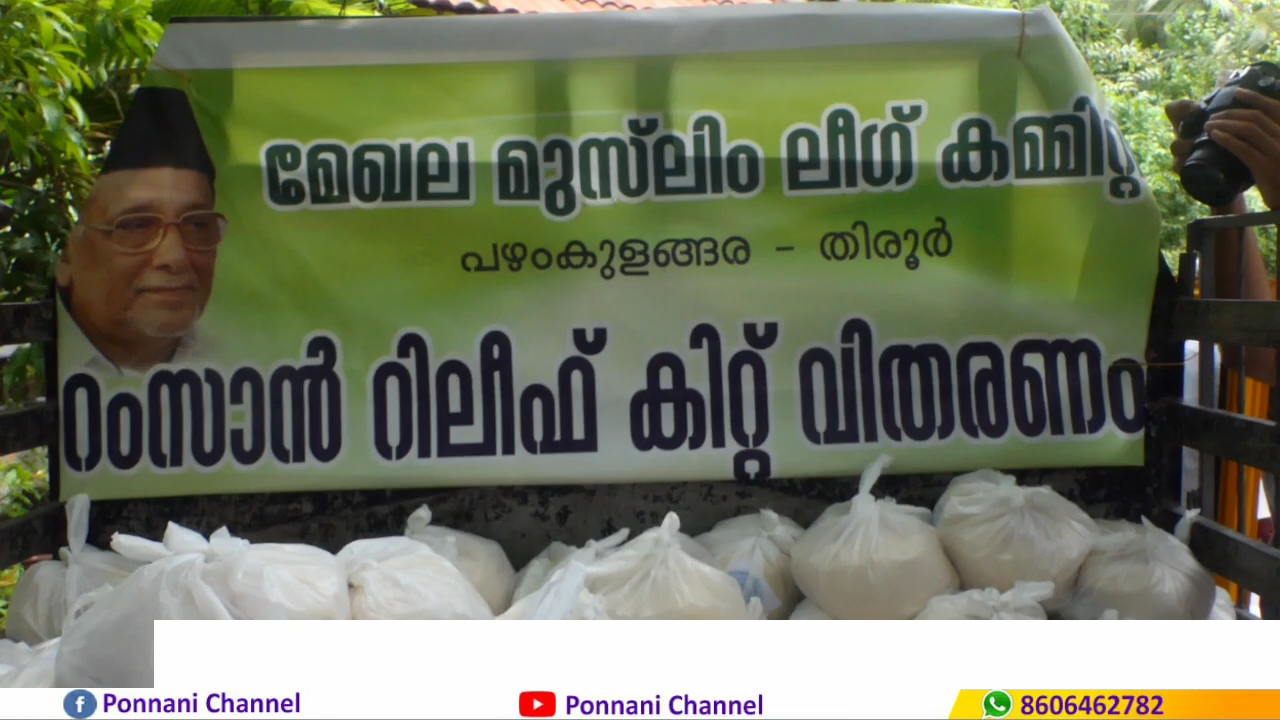 മേഖല മുസ്‌ലിം ലീഗ് കമ്മിറ്റ
പഴംകുളങ്ങര - തിരൂർ
റംസാൻ റിലീഫ് കിറ്റ് വിതരണം
Ponnani Channel
Ponnani Channel
8606462782